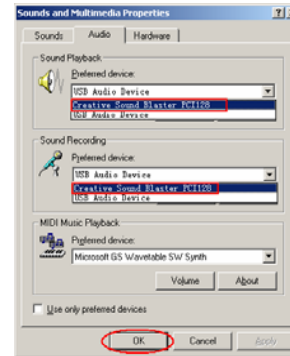 Sounds and Multimedia Properties
Sounds Audio Hardware
Sound Playback
Preferred device:
USB Audio Device
Creative Sound Blaster PCI128
USB Audio Device
Sound Recording
Preferred device:
USB Audio Device
Creative Sound Blaster PCI128
USB Audio Device
MIDI Music Playback
Preferred device:
Microsoft GS Wavetable SW Synth
Volume About
Use only preferred devices
OK Cancel Apply